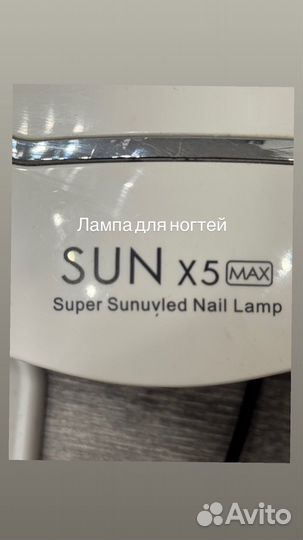 Лампа для ногтей
SUN X5 MAX
Super Sunuvled Nail Lamp
Avito